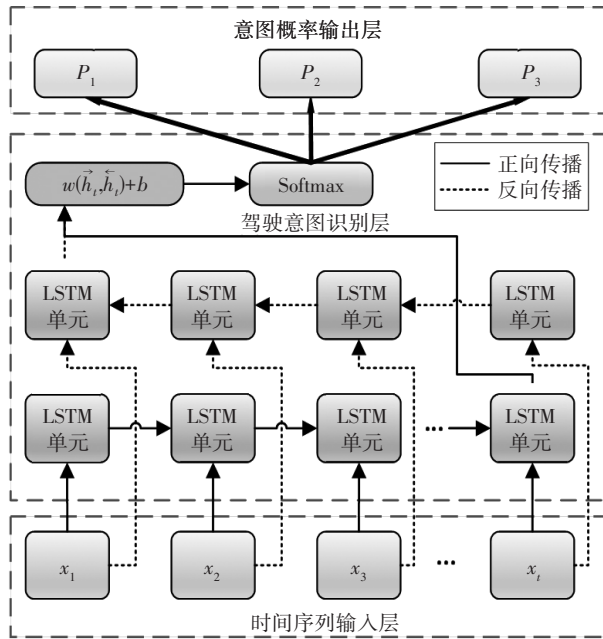 意图概率输出层
P₁ P₂ P₃
正向传播
反向传播
w(h⃗ₜ,h⃖ₜ)+b Softmax
驾驶意图识别层
LSTM LSTM LSTM LSTM
单元 单元 单元 单元
LSTM LSTM LSTM ... LSTM
单元 单元 单元 单元
x₁ x₂ x₃ ... xₜ
时间序列输入层